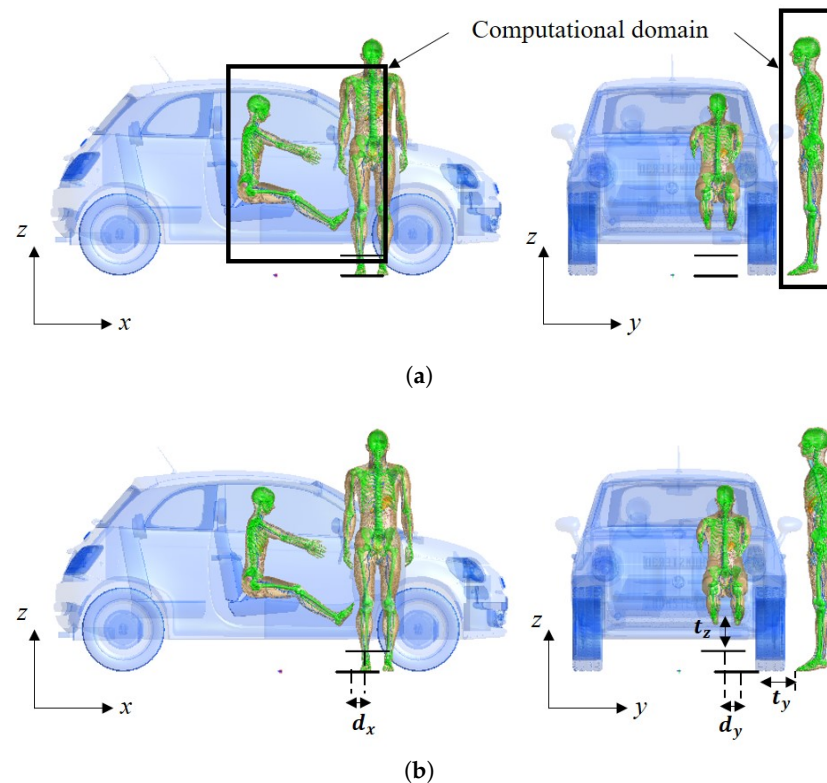 Computational domain
z
x
z
y
(a)
z
x
d_x
z
y
t_z
d_y
t_y
(b)